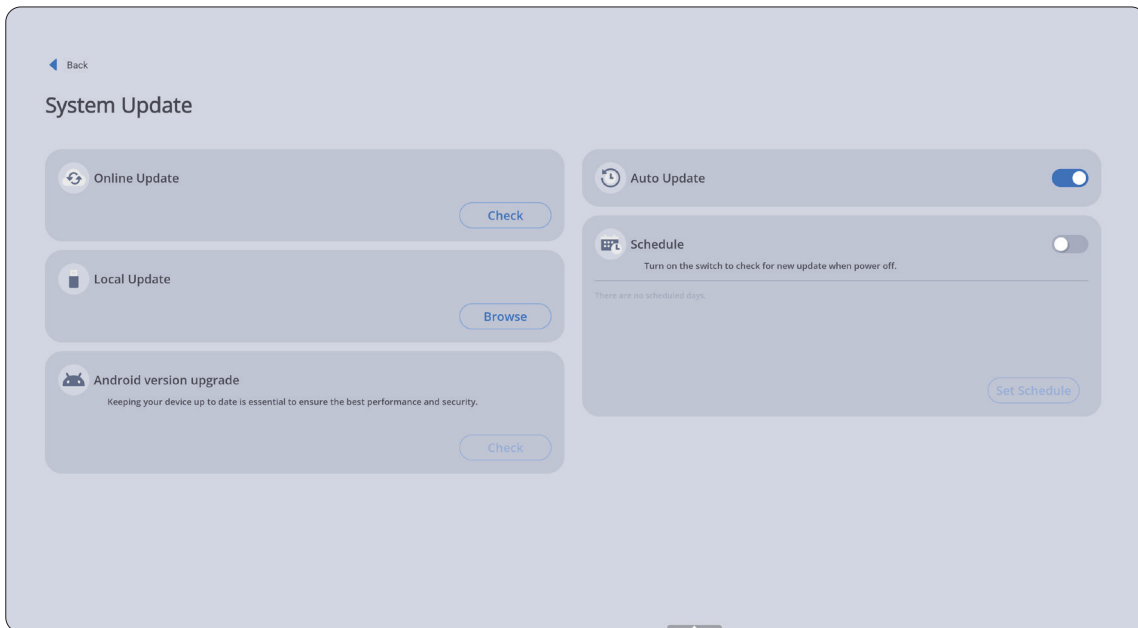 Back
System Update
Online Update
Check
Local Update
Browse
Android version upgrade
Keeping your device up to date is essential to ensure the best performance and security.
Check
Auto Update
Schedule
Turn on the switch to check for new update when power off.
There are no scheduled days.
Set Schedule